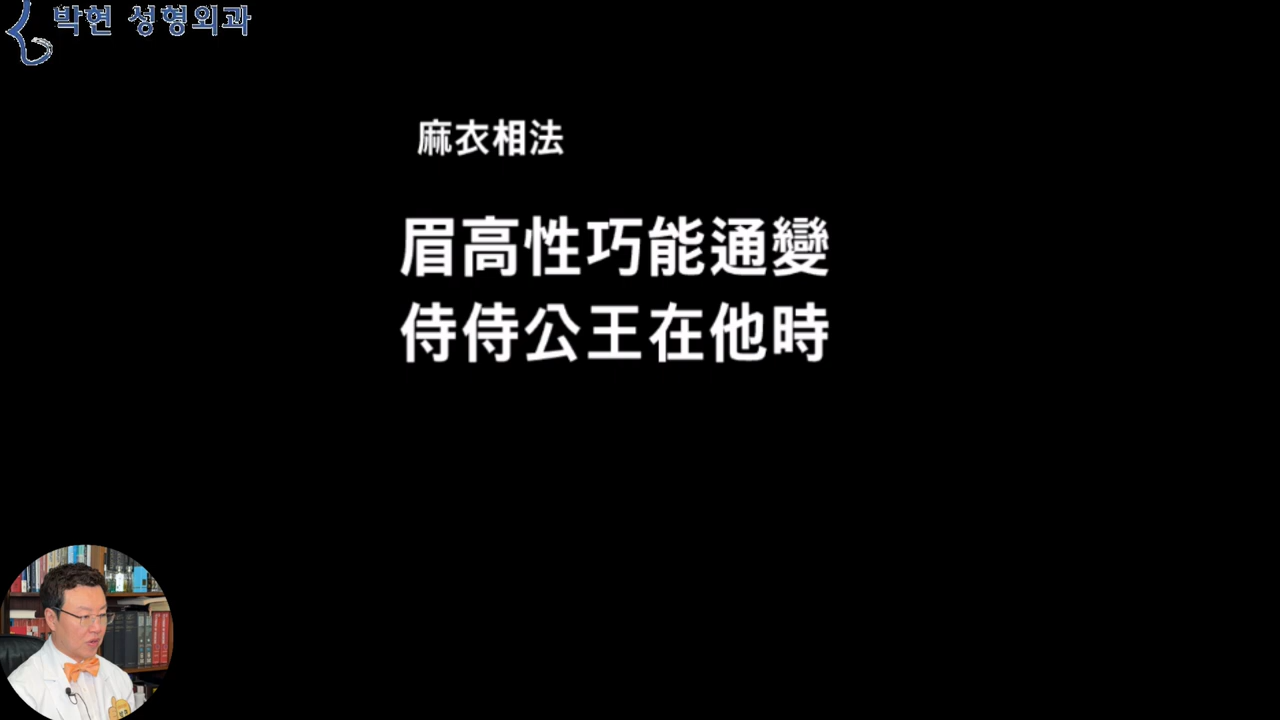 박현 성형외과
麻衣相法
眉高性巧能通變
侍侍公王在他時